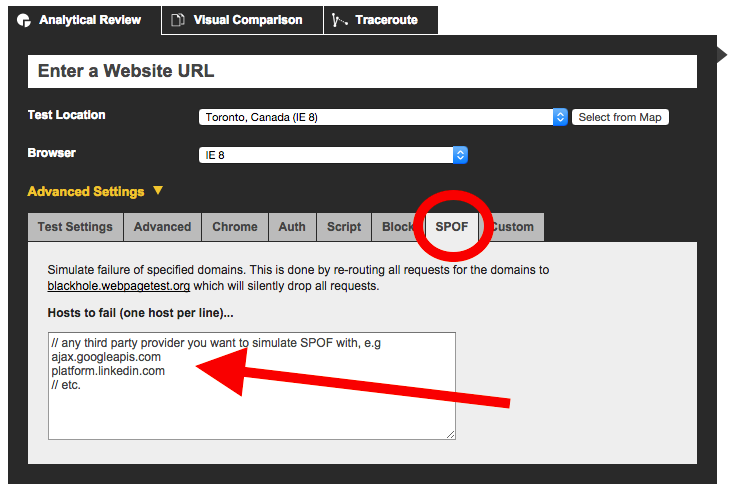 Analytical Review
Visual Comparison
Traceroute
Enter a Website URL
Test Location
Toronto, Canada (IE 8)
Select from Map
Browser
IE 8
Advanced Settings ▼
Test Settings
Advanced
Chrome
Auth
Script
Block
SPOF
Custom
Simulate failure of specified domains. This is done by re-routing all requests for the domains to
blackhole.webpagetest.org which will silently drop all requests.
Hosts to fail (one host per line)...
// any third party provider you want to simulate SPOF with, e.g
ajax.googleapis.com
platform.linkedin.com
// etc.